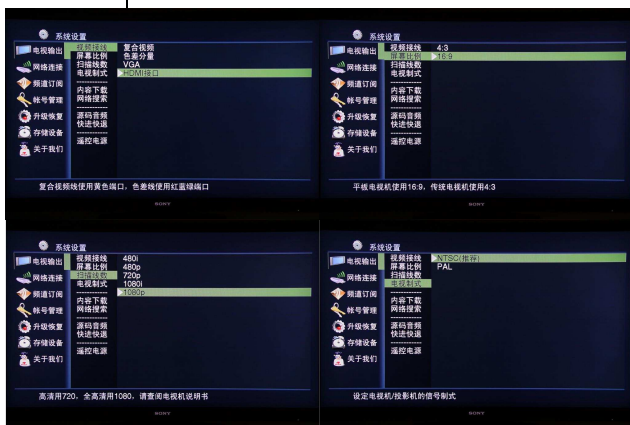 系统设置
电视输出
网络连接
频道订阅
帐号管理
升级恢复
存储设备
关于我们
视频接线
屏幕比例
扫描线数
电视制式
内容下载
网络搜索
源码音频
快进快退
遥控电源
复合视频
色差分量
VGA
HDMI接口
复合视频线使用黄色端口，色差线使用红蓝绿端口
SONY
系统设置
电视输出
网络连接
频道订阅
帐号管理
升级恢复
存储设备
关于我们
视频接线
屏幕比例
扫描线数
电视制式
内容下载
网络搜索
源码音频
快进快退
遥控电源
4:3
16:9
平板电视机使用16:9，传统电视机使用4:3
SONY
系统设置
电视输出
网络连接
频道订阅
帐号管理
升级恢复
存储设备
关于我们
视频接线
屏幕比例
扫描线数
电视制式
内容下载
网络搜索
源码音频
快进快退
遥控电源
480i
480p
720p
1080i
1080p
高清用720，全高清用1080，请查阅电视机说明书
SONY
系统设置
电视输出
网络连接
频道订阅
帐号管理
升级恢复
存储设备
关于我们
视频接线
屏幕比例
扫描线数
电视制式
内容下载
网络搜索
源码音频
快进快退
遥控电源
NTSC(推荐)
PAL
设定电视机/投影机的信号制式
SONY